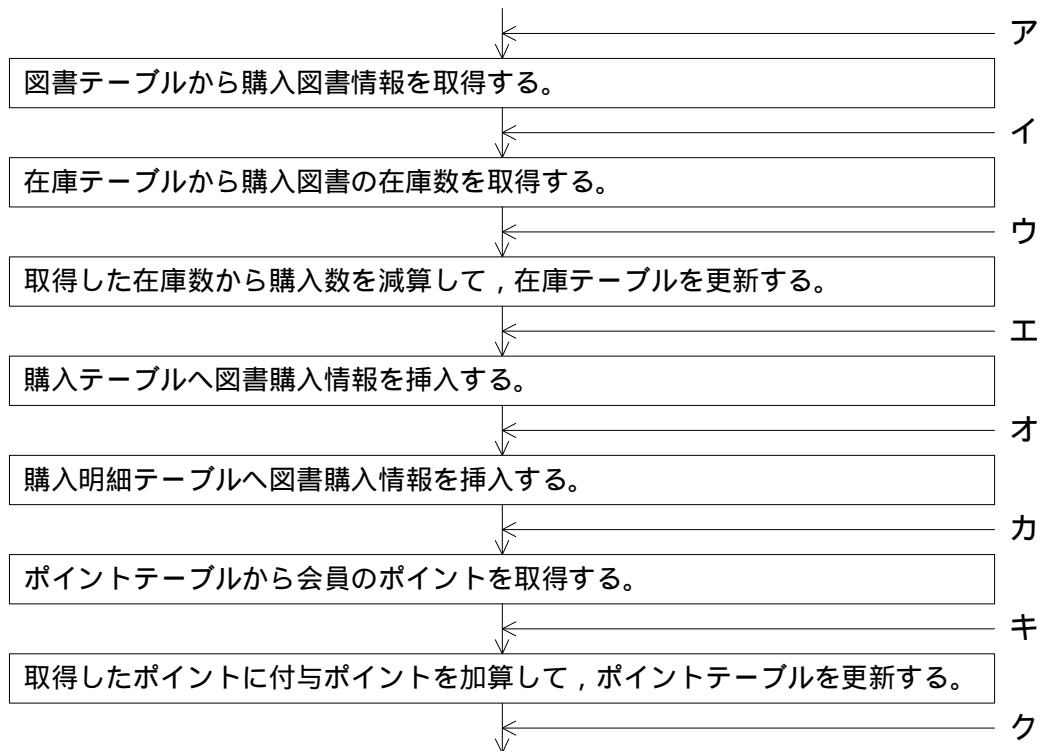 ア
図書テーブルから購入図書情報を取得する。
イ
在庫テーブルから購入図書の在庫数を取得する。
ウ
取得した在庫数から購入数を減算して，在庫テーブルを更新する。
エ
購入テーブルへ図書購入情報を挿入する。
オ
購入明細テーブルへ図書購入情報を挿入する。
カ
ポイントテーブルから会員のポイントを取得する。
キ
取得したポイントに付与ポイントを加算して，ポイントテーブルを更新する。
ク